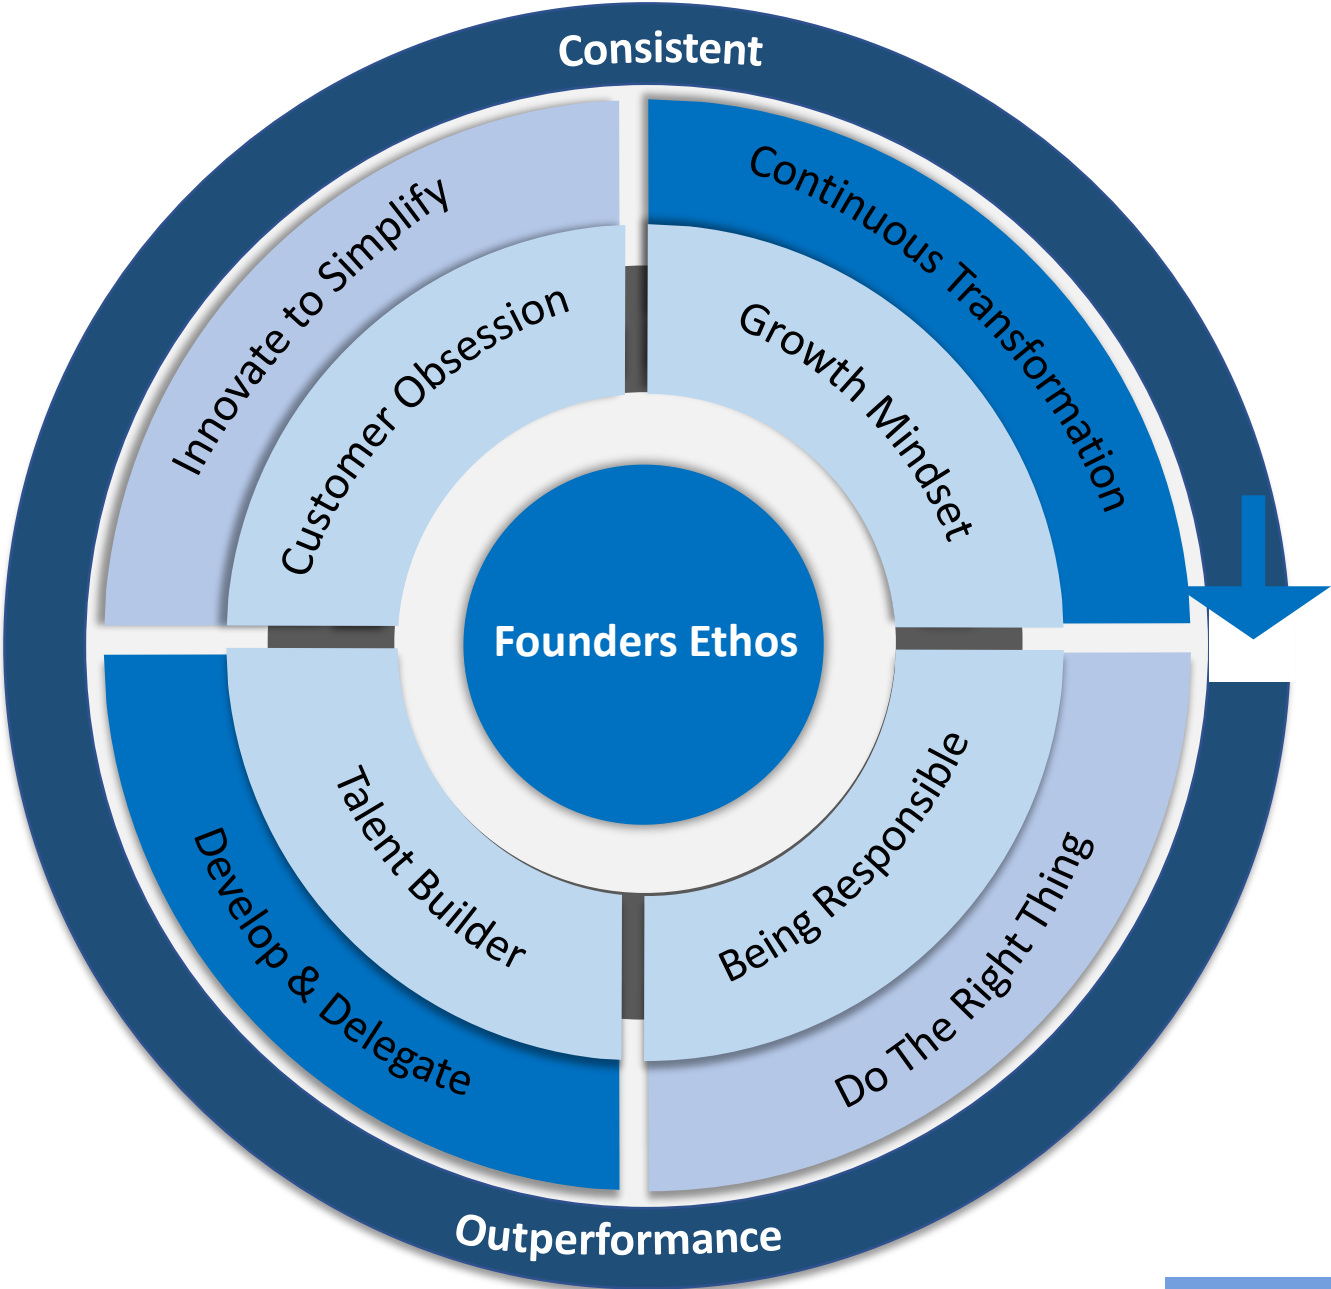 Consistent
Innovate to Simplify
Continuous Transformation
Customer Obsession
Growth Mindset
Founders Ethos
Talent Builder
Being Responsible
Develop & Delegate
Do The Right Thing
Outperformance